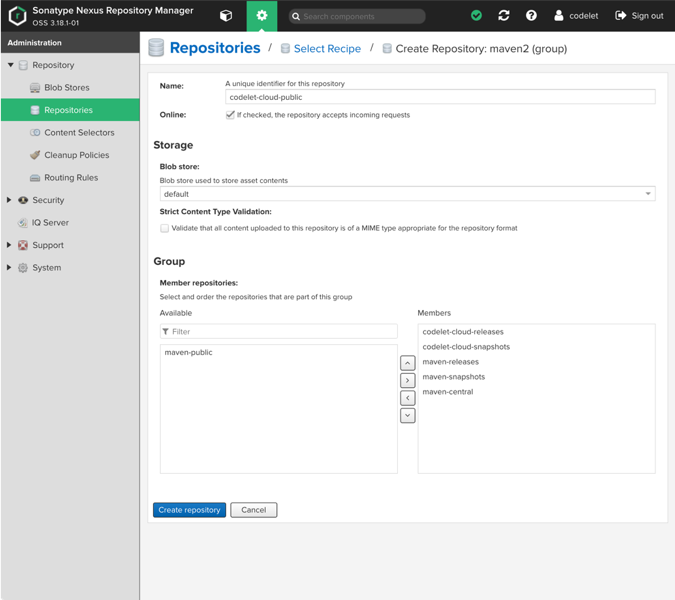 Sonatype Nexus Repository Manager
OSS 3.18.1-01
Search components
codelet
Sign out
Administration
Repository
Blob Stores
Repositories
Content Selectors
Cleanup Policies
Routing Rules
Security
IQ Server
Support
System
Repositories / Select Recipe / Create Repository: maven2 (group)
Name:
A unique identifier for this repository
codelet-cloud-public
Online:
If checked, the repository accepts incoming requests
Storage
Blob store:
Blob store used to store asset contents
default
Strict Content Type Validation:
Validate that all content uploaded to this repository is of a MIME type appropriate for the repository format
Group
Member repositories:
Select and order the repositories that are part of this group
Available
Filter
maven-public
Members
codelet-cloud-releases
codelet-cloud-snapshots
maven-releases
maven-snapshots
maven-central
Create repository
Cancel